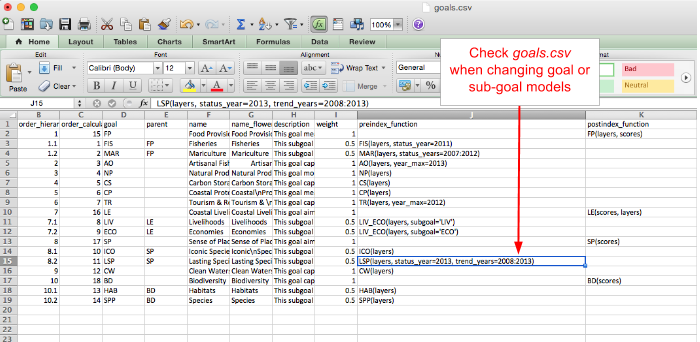 goals.csv
100%
Home Layout Tables Charts SmartArt Formulas Data Review
Edit Font Alignment
Paste Fill Clear Calibri (Body) 12 Wrap Text General Bad
B I U Merge % Neutral
Check goals.csv
when changing goal or
sub-goal models
J15 fx LSP(layers, status_year=2013, trend_years=2008:2013)
B C D E F G H I J K
1 order_hierar order_calcula goal parent name name_flowe description weight preindex_function postindex_function
2 1 15 FP Food Provisio Food Provisi This goal me 1 FP(layers, scores)
3 1.1 1 FIS FP Fisheries Fisheries This subgoal 0.5 FIS(layers, status_year=2011)
4 1.2 2 MAR FP Mariculture Mariculture This subgoal 0.5 MAR(layers, status_years=2007:2012)
5 2 3 AO Artisanal Fish Artisan This goal cap 1 AO(layers, year_max=2013)
6 3 4 NP Natural Prod Natural Prod This goal mo 1 NP(layers)
7 4 5 CS Carbon Stora Carbon Stora This goal cap 1 CS(layers)
8 5 6 CP Coastal Prote Coastal\nPro This goal me 1 CP(layers)
9 6 7 TR Tourism & Re Tourism & \n This goal cap 1 TR(layers, year_max=2012)
10 7 16 LE Coastal Liveli Coastal Liveli This goal aim 1 LE(scores, layers)
11 7.1 8 LIV LE Livelihoods Livelihoods This subgoal 0.5 LIV_ECO(layers, subgoal='LIV')
12 7.2 9 ECO LE Economies Economies This subgoal 0.5 LIV_ECO(layers, subgoal='ECO')
13 8 17 SP Sense of Plac Sense of Plac This goal aim 1 SP(scores)
14 8.1 10 ICO SP Iconic Specie Iconic\nSpec This subgoal 0.5 ICO(layers)
15 8.2 11 LSP SP Lasting Speci Lasting Speci This subgoal 0.5 LSP(layers, status_year=2013, trend_years=2008:2013)
16 9 12 CW Clean Water Clean Water This goal cap 1 CW(layers)
17 10 18 BD Biodiversity Biodiversity This goal cap 1 BD(scores)
18 10.1 13 HAB BD Habitats Habitats This subgoal 0.5 HAB(layers)
19 10.2 14 SPP BD Species Species This subgoal 0.5 SPP(layers)
20
21
22
23